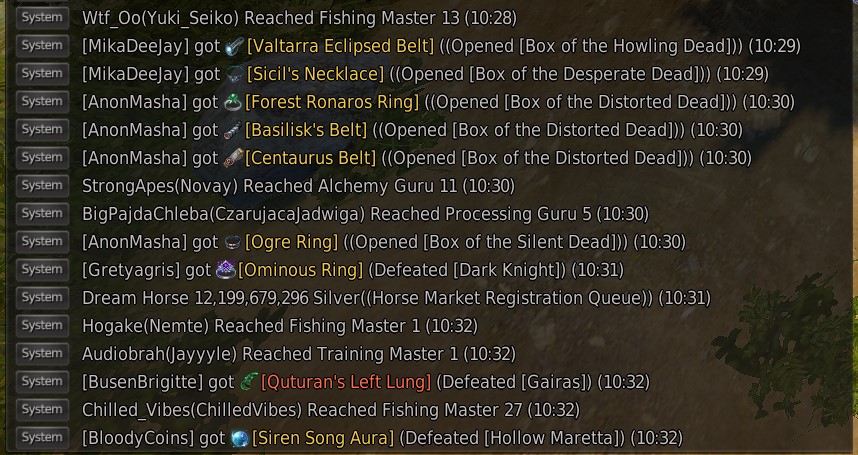 System Wtf_Oo(Yuki_Seiko) Reached Fishing Master 13 (10:28)
System [MikaDeeJay] got [Valtarra Eclipsed Belt] ((Opened [Box of the Howling Dead])) (10:29)
System [MikaDeeJay] got [Sicil's Necklace] ((Opened [Box of the Desperate Dead])) (10:29)
System [AnonMasha] got [Forest Ronaros Ring] ((Opened [Box of the Distorted Dead])) (10:30)
System [AnonMasha] got [Basilisk's Belt] ((Opened [Box of the Distorted Dead])) (10:30)
System [AnonMasha] got [Centaurus Belt] ((Opened [Box of the Distorted Dead])) (10:30)
System StrongApes(Novay) Reached Alchemy Guru 11 (10:30)
System BigPajdaChleba(CzarujacaJadwiga) Reached Processing Guru 5 (10:30)
System [AnonMasha] got [Ogre Ring] ((Opened [Box of the Silent Dead])) (10:30)
System [Gretyagris] got [Ominous Ring] (Defeated [Dark Knight]) (10:31)
System Dream Horse 12,199,679,296 Silver((Horse Market Registration Queue)) (10:31)
System Hogake(Nemte) Reached Fishing Master 1 (10:32)
System Audiobrah(Jayyyle) Reached Training Master 1 (10:32)
System [BusenBrigitte] got [Quturan's Left Lung] (Defeated [Gairas]) (10:32)
System Chilled_Vibes(ChilledVibes) Reached Fishing Master 27 (10:32)
System [BloodyCoins] got [Siren Song Aura] (Defeated [Hollow Maretta]) (10:32)